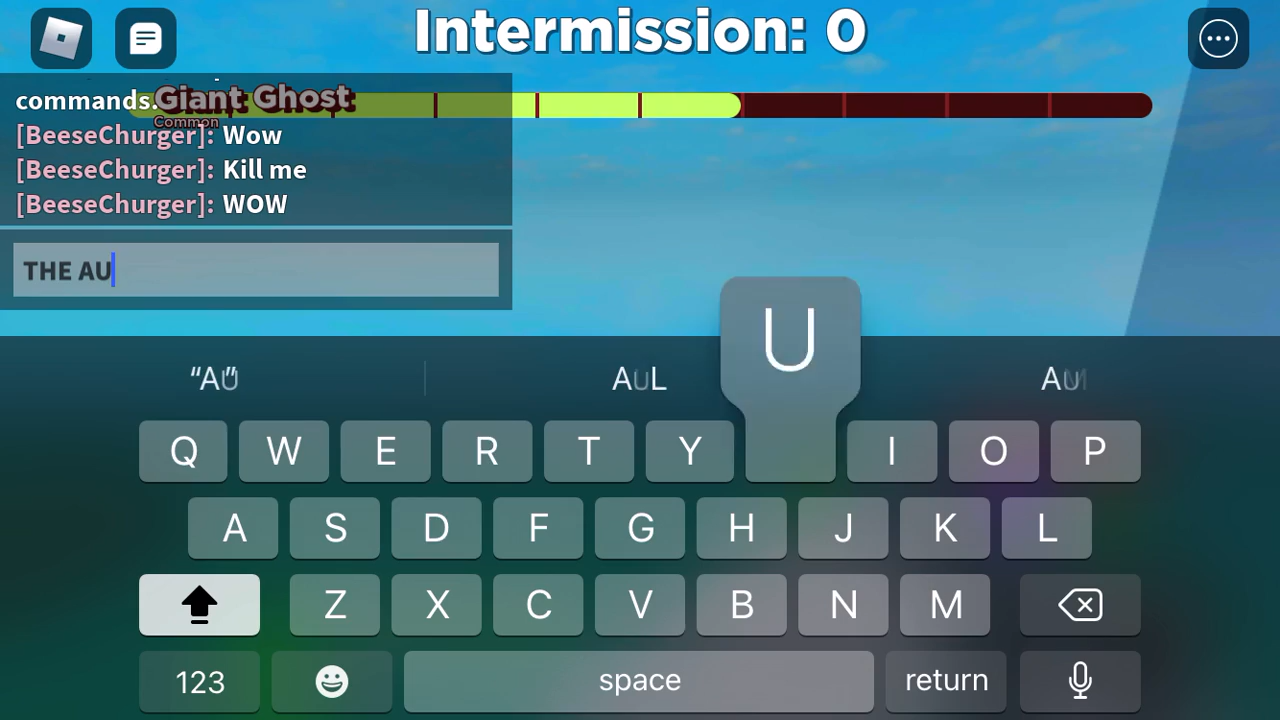 Intermission: 0
commands.
Giant Ghost
Common
[BeeseChurger]: Wow
[BeeseChurger]: Kill me
[BeeseChurger]: WOW
THE AU
“AU” AUL AUM
U
Q W E R T Y I O P
A S D F G H J K L
Z X C V B N M
123 space return